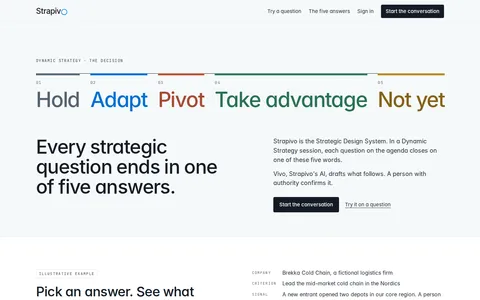 Strapivo
Try a question
The five answers
Sign in
Start the conversation
DYNAMIC STRATEGY · THE DECISION
01
02
03
04
05
Hold
Adapt
Pivot
Take advantage
Not yet
Every strategic
question ends in one
of five answers.
Strapivo is the Strategic Design System. In a Dynamic
Strategy session, each question on the agenda closes on
one of these five words.
Vivo, Strapivo's AI, drafts what follows. A person with
authority confirms it.
Start the conversation
Try it on a question
ILLUSTRATIVE EXAMPLE
Pick an answer. See what
COMPANY
Brekka Cold Chain, a fictional logistics firm
CRITERION
Lead the mid-market cold chain in the Nordics
SIGNAL
A new entrant opened two depots in our core region. A person